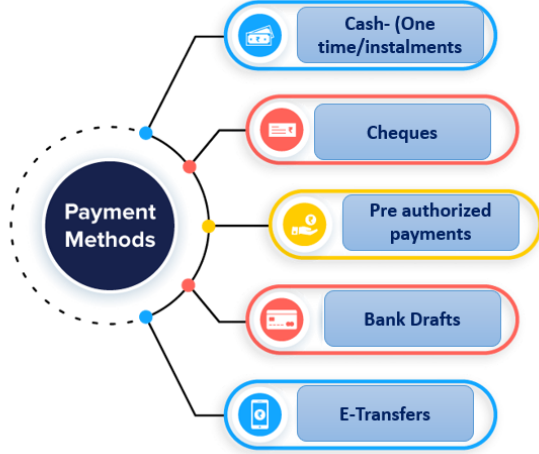 Cash- (One
time/instalments
Cheques
Payment
Methods
Pre authorized
payments
Bank Drafts
E-Transfers